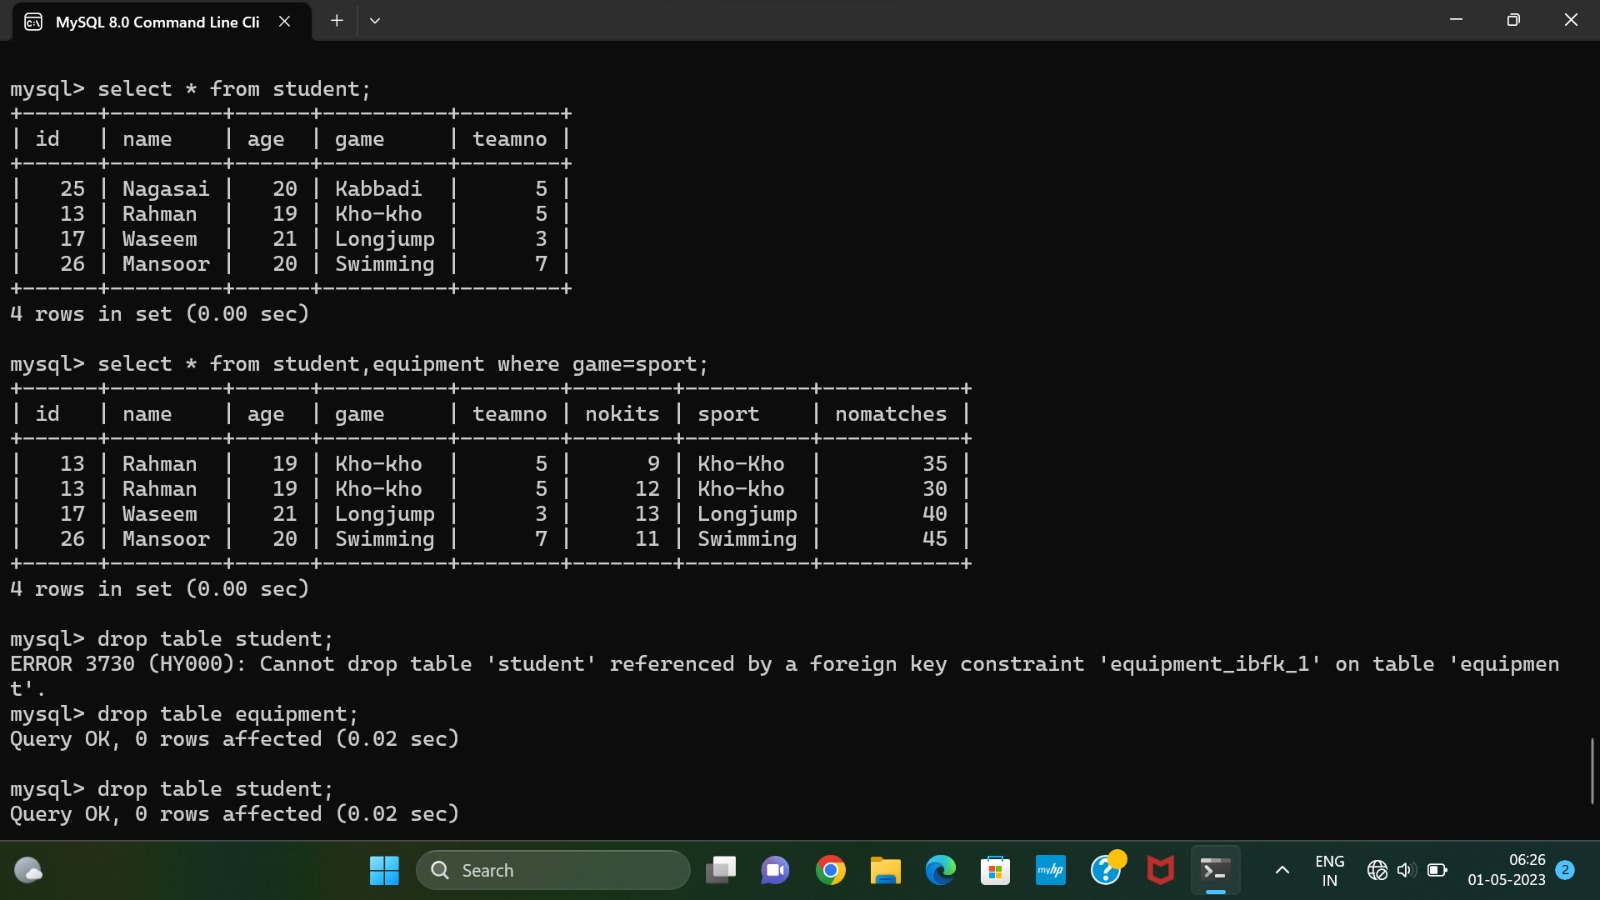 MySQL 8.0 Command Line Cli
mysql> select * from student;
+------+---------+------+----------+--------+
| id   | name    | age  | game     | teamno |
+------+---------+------+----------+--------+
|   25 | Nagasai |   20 | Kabbadi  |      5 |
|   13 | Rahman  |   19 | Kho-kho  |      5 |
|   17 | Waseem  |   21 | Longjump |      3 |
|   26 | Mansoor |   20 | Swimming |      7 |
+------+---------+------+----------+--------+
4 rows in set (0.00 sec)
mysql> select * from student,equipment where game=sport;
+------+---------+------+----------+--------+--------+----------+-----------+
| id   | name    | age  | game     | teamno | nokits | sport    | nomatches |
+------+---------+------+----------+--------+--------+----------+-----------+
|   13 | Rahman  |   19 | Kho-kho  |      5 |      9 | Kho-Kho  |        35 |
|   13 | Rahman  |   19 | Kho-kho  |      5 |     12 | Kho-kho  |        30 |
|   17 | Waseem  |   21 | Longjump |      3 |     13 | Longjump |        40 |
|   26 | Mansoor |   20 | Swimming |      7 |     11 | Swimming |        45 |
+------+---------+------+----------+--------+--------+----------+-----------+
4 rows in set (0.00 sec)
mysql> drop table student;
ERROR 3730 (HY000): Cannot drop table 'student' referenced by a foreign key constraint 'equipment_ibfk_1' on table 'equipmen
t'.
mysql> drop table equipment;
Query OK, 0 rows affected (0.02 sec)
mysql> drop table student;
Query OK, 0 rows affected (0.02 sec)
Search
myhp
ENG
IN
06:26
01-05-2023
2